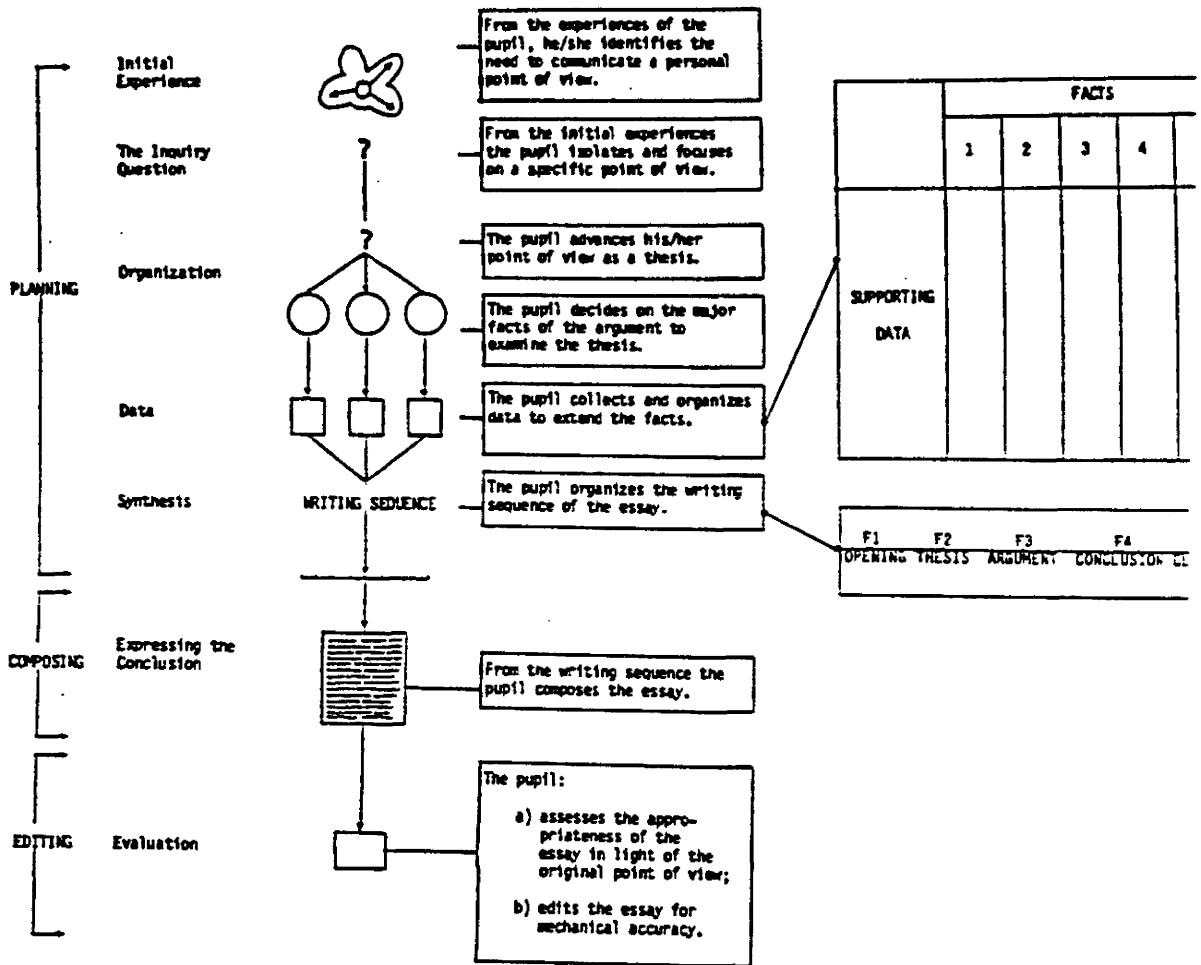 From the experiences of the
pupil, he/she identifies the
need to communicate a personal
point of view.
Initial
Experience
FACTS
The Inquiry
Question
?
From the initial experiences
the pupil isolates and focuses
on a specific point of view.
1 2 3 4
?
The pupil advances his/her
point of view as a thesis.
Organization
PLANNING
The pupil decides on the major
facts of the argument to
examine the thesis.
SUPPORTING
DATA
Data
The pupil collects and organizes
data to extend the facts.
Synthesis
WRITING SEQUENCE
The pupil organizes the writing
sequence of the essay.
F1 F2 F3 F4
OPENING THESIS ARGUMENT CONCLUSION
COMPOSING
Expressing the
Conclusion
From the writing sequence the
pupil composes the essay.
EDITING
Evaluation
The pupil:
a) assesses the appro-
priateness of the
essay in light of the
original point of view;
b) edits the essay for
mechanical accuracy.